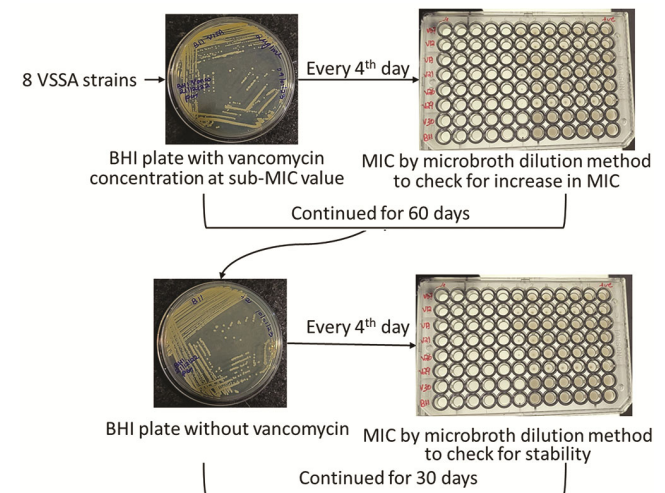 8 VSSA strains
Every 4th day
BHI plate with vancomycin
concentration at sub-MIC value
MIC by microbroth dilution method
to check for increase in MIC
Continued for 60 days
B11
Every 4th day
BHI plate without vancomycin
MIC by microbroth dilution method
to check for stability
Continued for 30 days